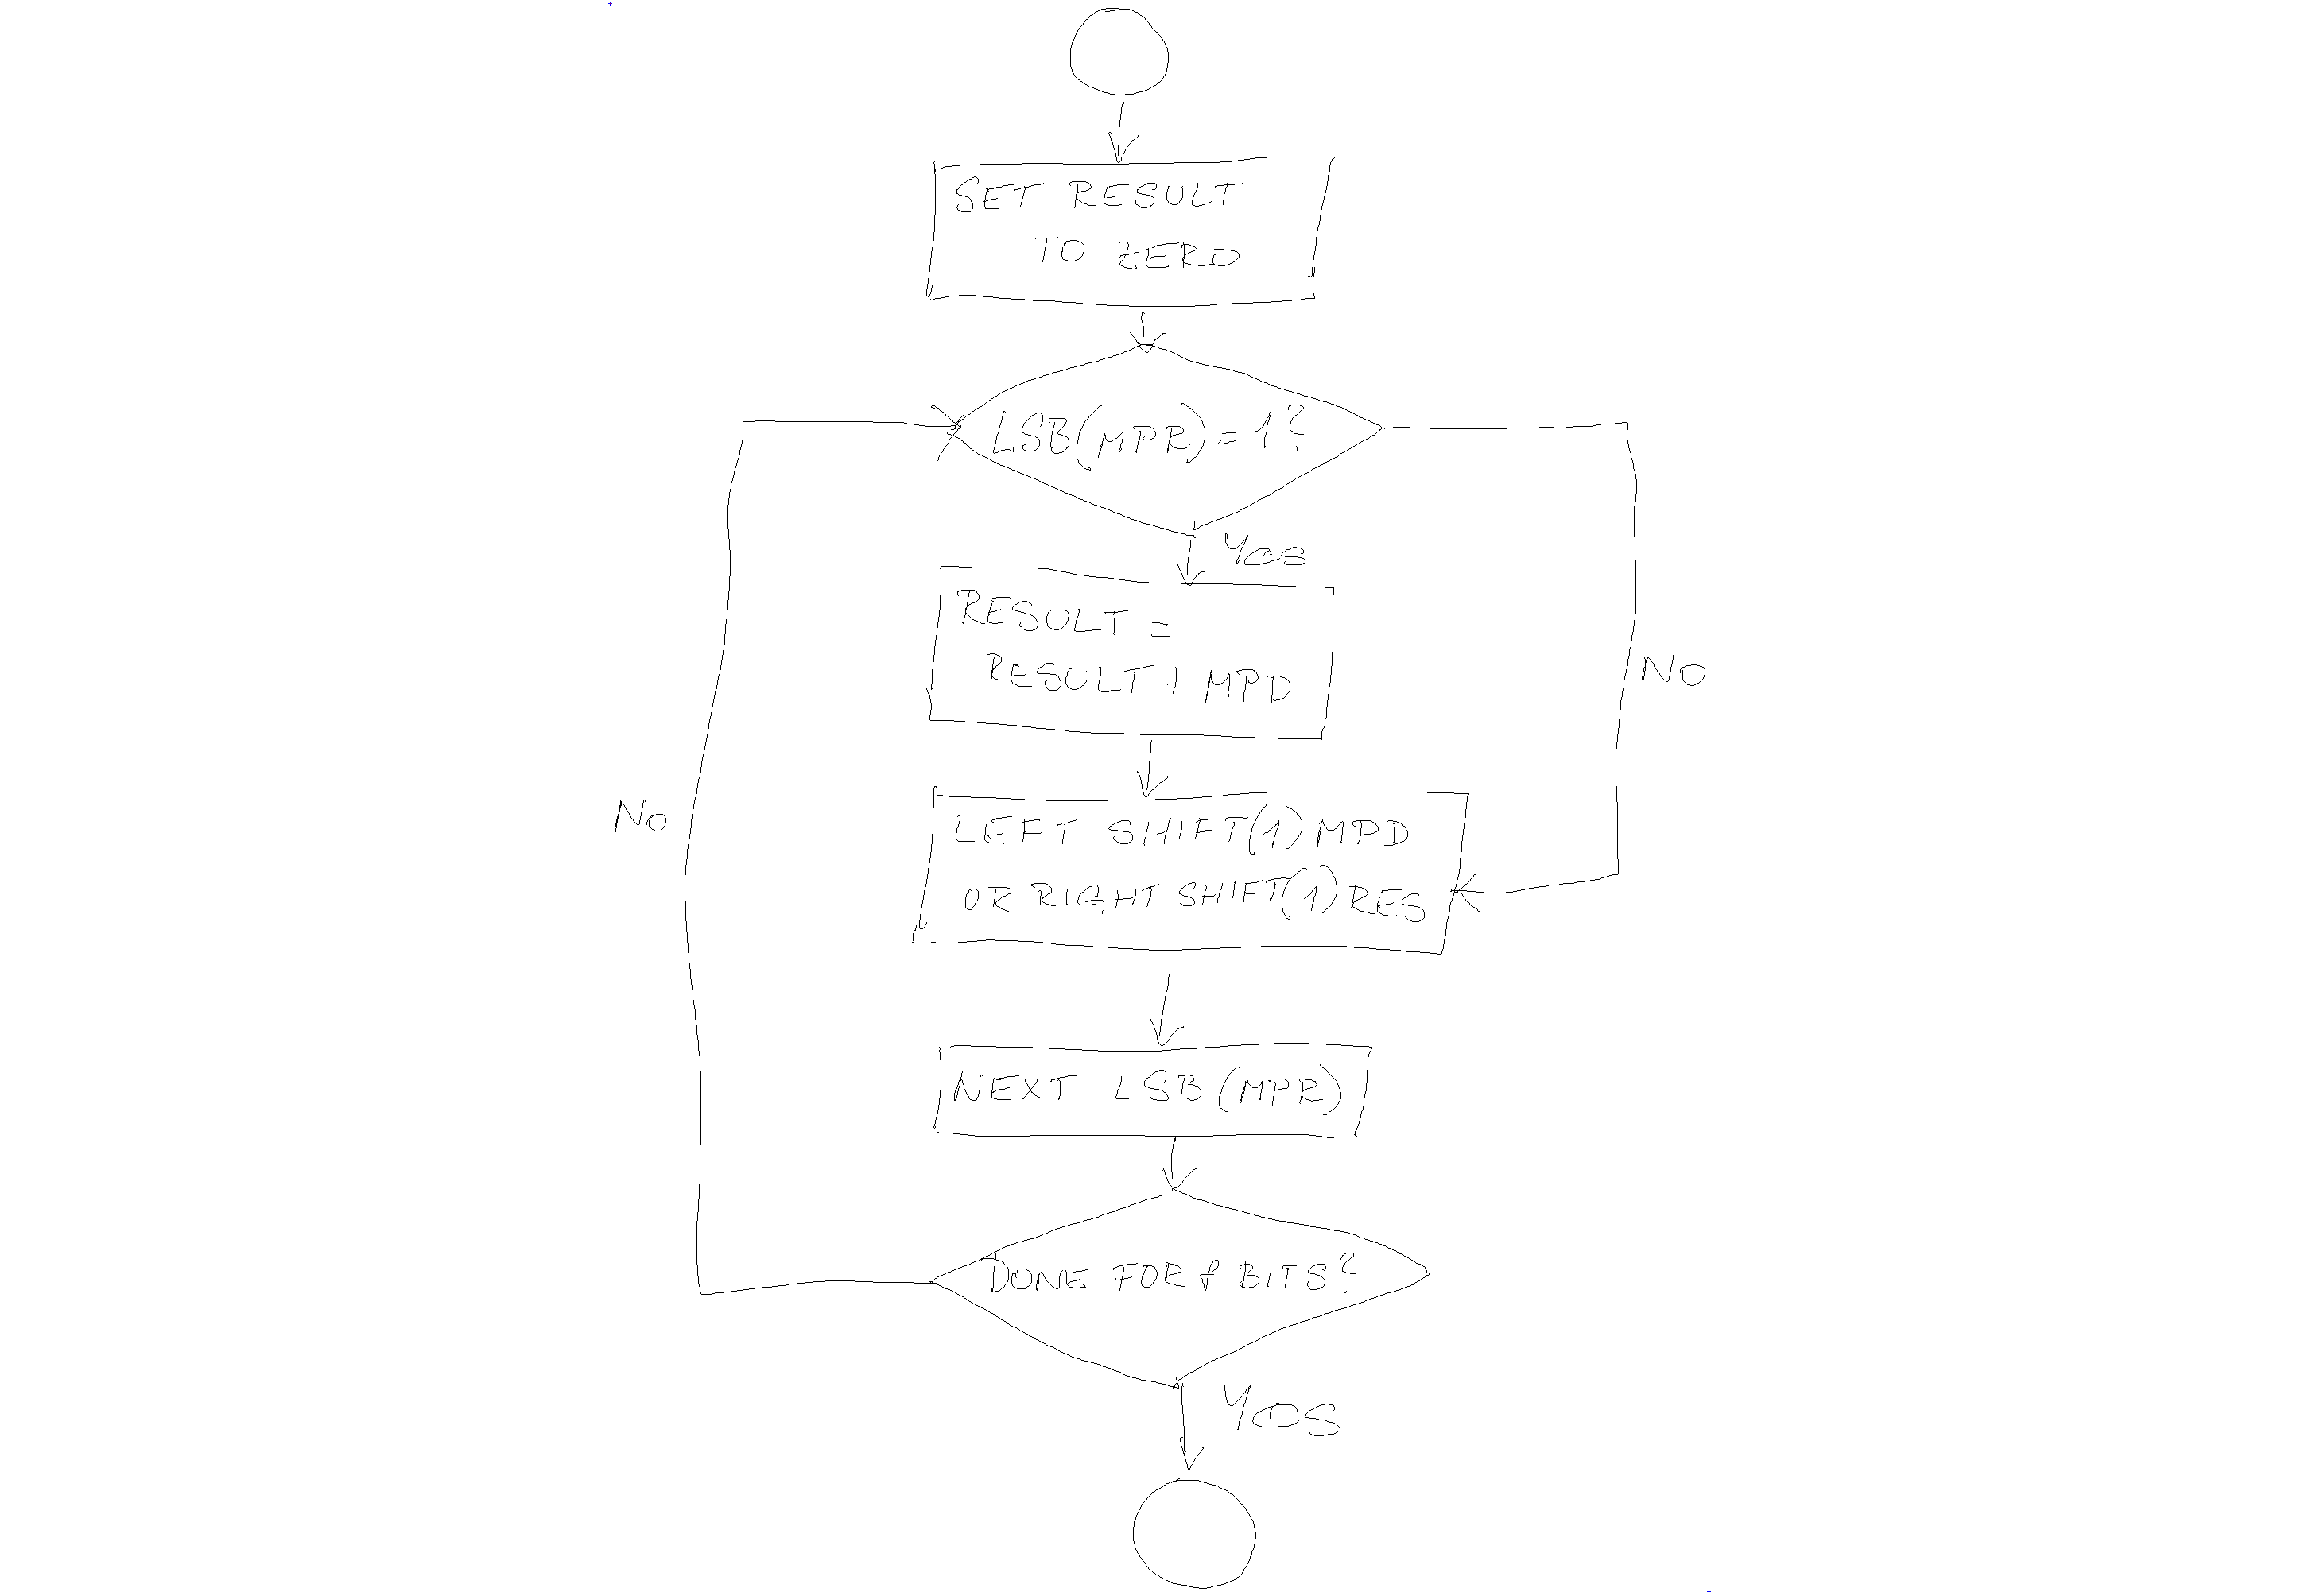 SET RESULT
TO ZERO
LSB(MPR)=1?
YES
RESULT =
RESULT + MPD
NO
LEFT SHIFT(1) MPD
OR RIGHT SHIFT(1) RES
NO
NEXT LSB(MPR)
DONE FOR BITS?
YES